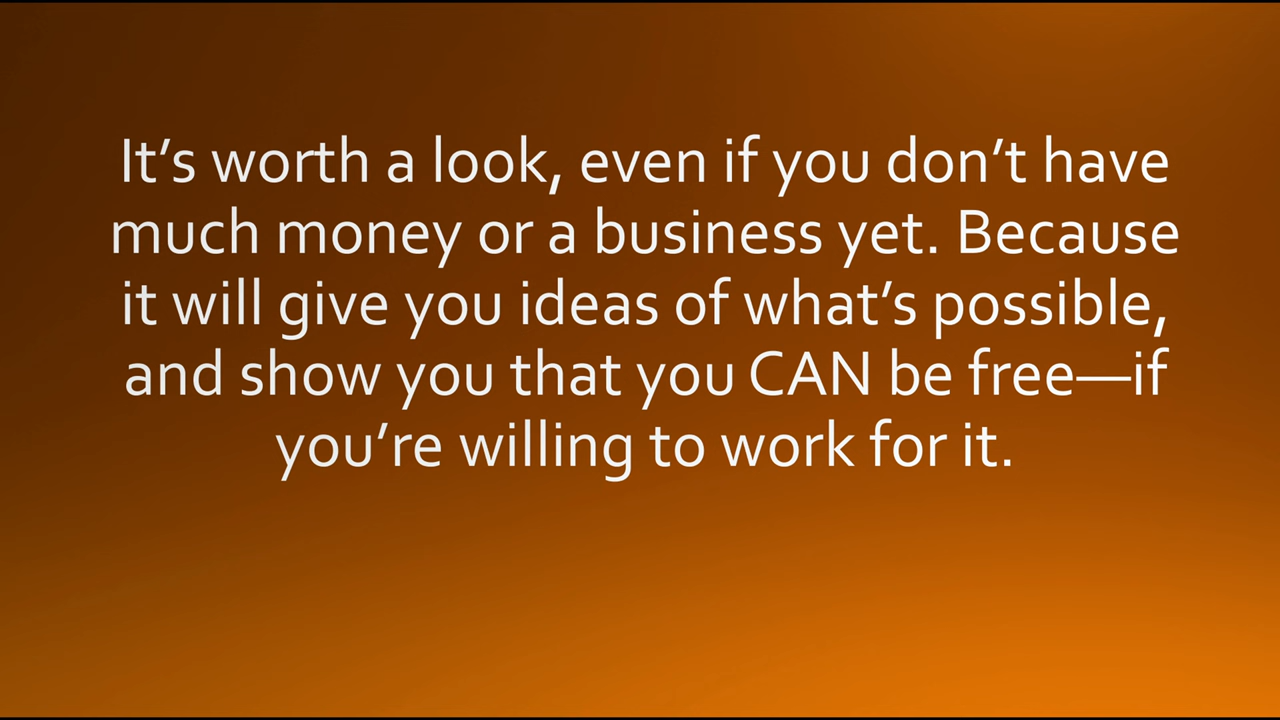 It’s worth a look, even if you don’t have
much money or a business yet. Because
it will give you ideas of what’s possible,
and show you that you CAN be free—if
you’re willing to work for it.